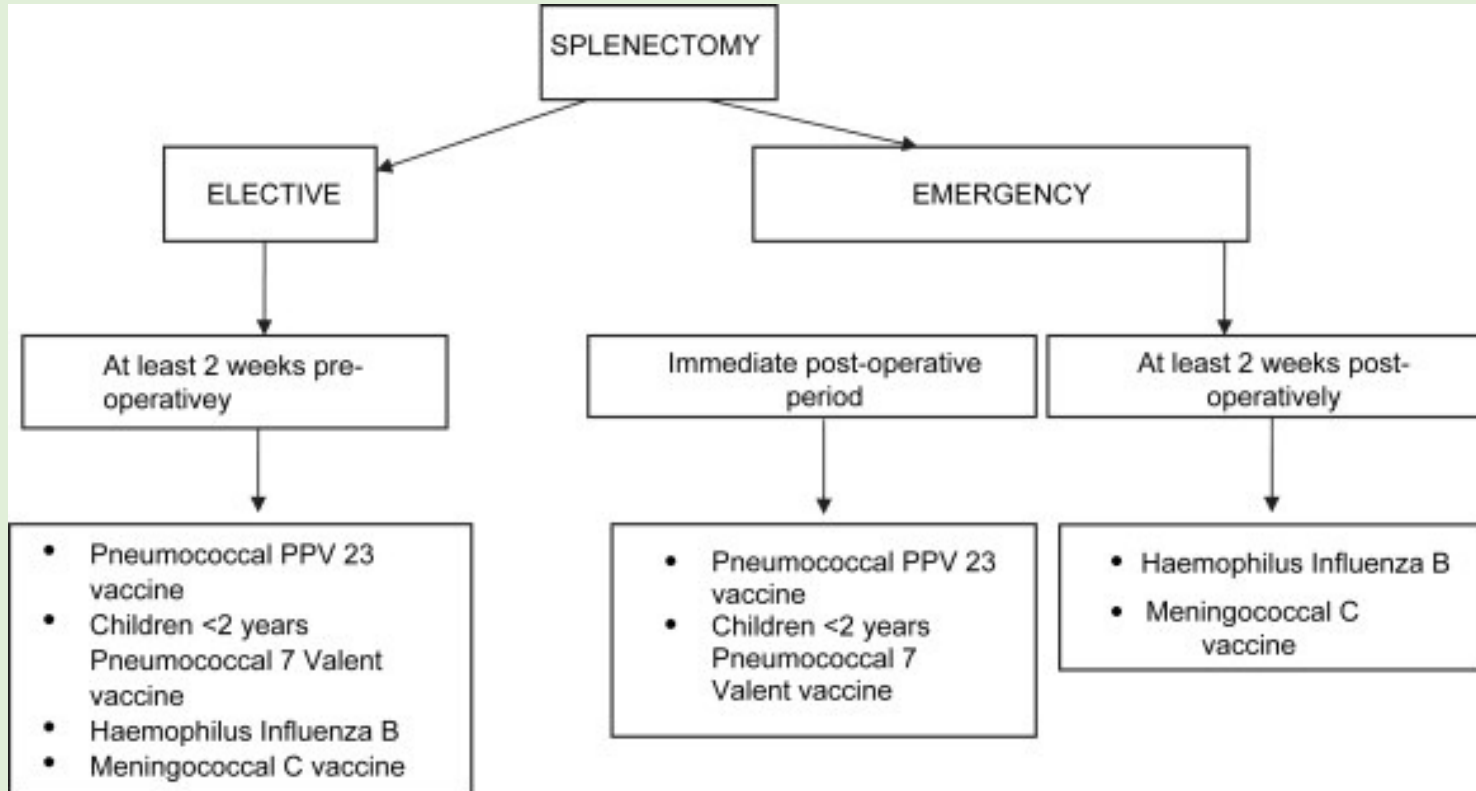 SPLENECTOMY
ELECTIVE
EMERGENCY
At least 2 weeks pre-
operativey
Immediate post-operative
period
At least 2 weeks post-
operatively
• Pneumococcal PPV 23
vaccine
• Children <2 years
Pneumococcal 7 Valent
vaccine
• Haemophilus Influenza B
• Meningococcal C vaccine
• Pneumococcal PPV 23
vaccine
• Children <2 years
Pneumococcal 7
Valent vaccine
• Haemophilus Influenza B
• Meningococcal C
vaccine